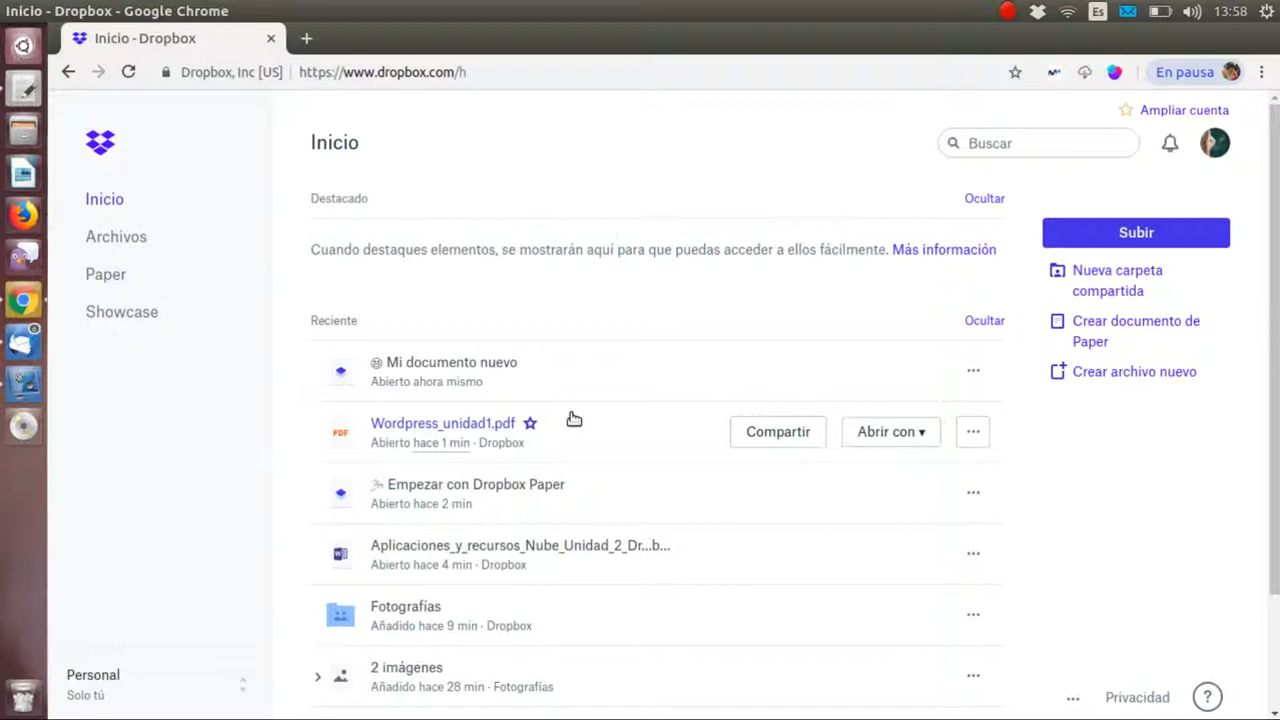 Inicio - Dropbox - Google Chrome
Es
13:58
Inicio - Dropbox
Dropbox, Inc [US]
https://www.dropbox.com/h
En pausa
Ampliar cuenta
Inicio
Buscar
Inicio
Archivos
Paper
Showcase
Destacado
Ocultar
Cuando destaques elementos, se mostrarán aquí para que puedas acceder a ellos fácilmente. Más información
Subir
Nueva carpeta
compartida
Crear documento de
Paper
Crear archivo nuevo
Reciente
Ocultar
Mi documento nuevo
Abierto ahora mismo
PDF
Wordpress_unidad1.pdf
Abierto hace 1 min · Dropbox
Compartir
Abrir con ▾
Empezar con Dropbox Paper
Abierto hace 2 min
Aplicaciones_y_recursos_Nube_Unidad_2_Dr...b...
Abierto hace 4 min · Dropbox
Fotografías
Añadido hace 9 min · Dropbox
2 imágenes
Añadido hace 28 min · Fotografías
Personal
Solo tú
Privacidad
?